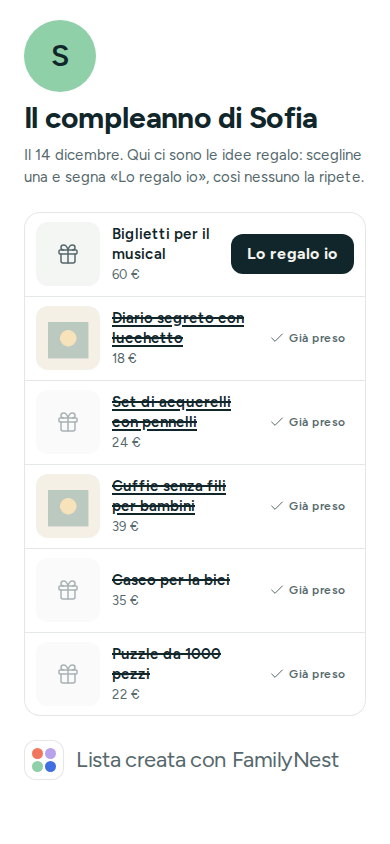 S
Il compleanno di Sofia
Il 14 dicembre. Qui ci sono le idee regalo: scegline
una e segna «Lo regalo io», così nessuno la ripete.
Biglietti per il
musical
60 €
Lo regalo io
Diario segreto con
lucchetto
18 €
Già preso
Set di acquerelli
con pennelli
24 €
Già preso
Cuffie senza fili
per bambini
39 €
Già preso
Casco per la bici
35 €
Già preso
Puzzle da 1000
pezzi
22 €
Già preso
Lista creata con FamilyNest